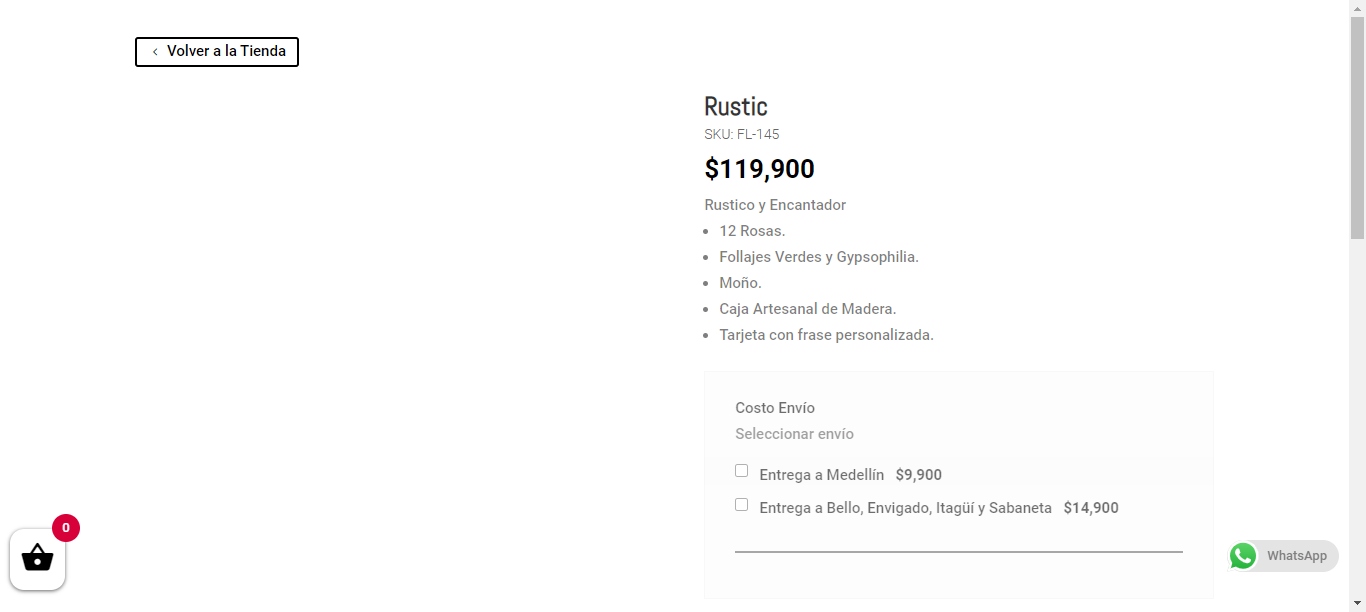 Volver a la Tienda
Rustic
SKU: FL-145
$119,900
Rustico y Encantador
12 Rosas.
Follajes Verdes y Gypsophilia.
Moño.
Caja Artesanal de Madera.
Tarjeta con frase personalizada.
Costo Envío
Seleccionar envío
Entrega a Medellín $9,900
Entrega a Bello, Envigado, Itagüí y Sabaneta $14,900
0
WhatsApp